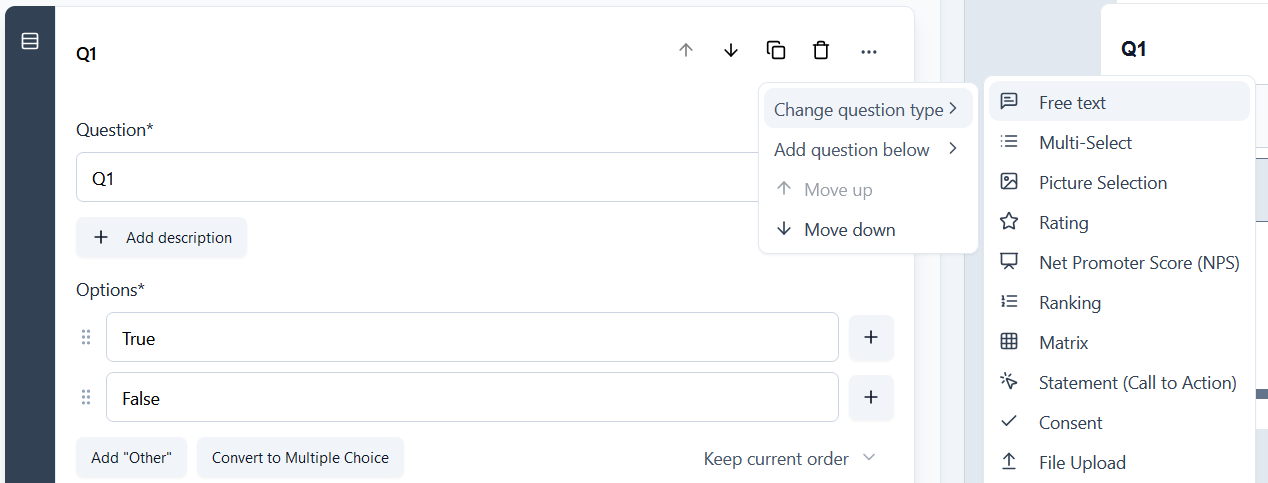 Q1
Question*
Q1
Add description
Options*
True
False
Add "Other"
Convert to Multiple Choice
Keep current order
Change question type
Add question below
Move up
Move down
Q1
Free text
Multi-Select
Picture Selection
Rating
Net Promoter Score (NPS)
Ranking
Matrix
Statement (Call to Action)
Consent
File Upload